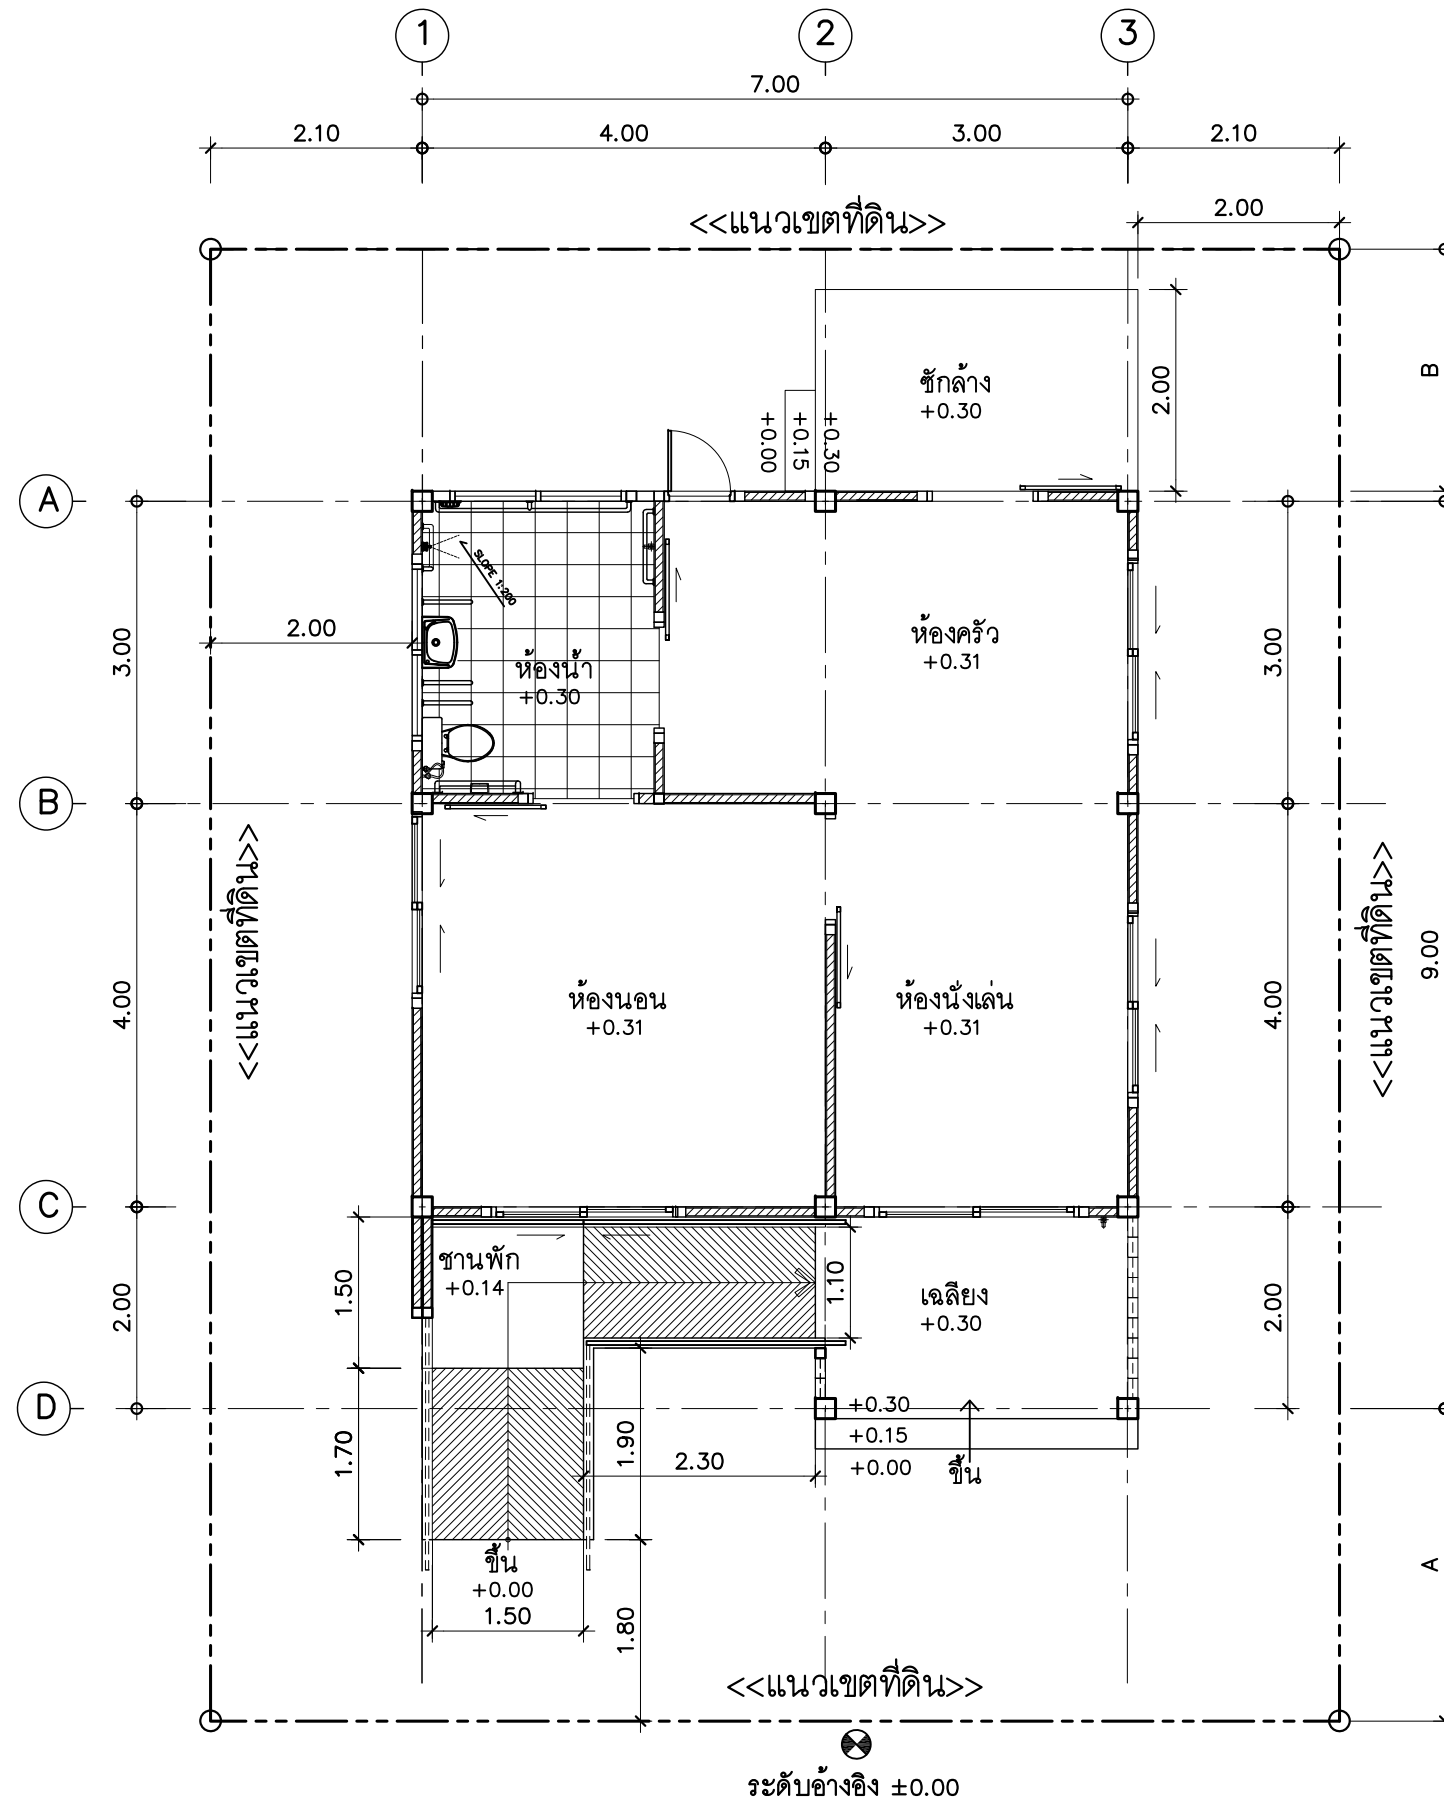 1
2
3
7.00
2.10
4.00
3.00
2.10
<<แนวเขตที่ดิน>>
2.00
ซักล้าง
+0.30
2.00
B
+0.00
+0.15
+0.30
A
SLOPE 1:200
3.00
2.00
ห้องน้ำ
+0.30
ห้องครัว
+0.31
3.00
B
<<แนวเขตที่ดิน>>
<<แนวเขตที่ดิน>>
9.00
4.00
ห้องนอน
+0.31
ห้องนั่งเล่น
+0.31
4.00
C
ชานพัก
+0.14
1.50
1.10
เฉลียง
+0.30
2.00
2.00
D
+0.30
+0.15
+0.00
ขึ้น
1.70
1.90
2.30
ขึ้น
+0.00
1.50
1.80
A
<<แนวเขตที่ดิน>>
ระดับอ้างอิง ±0.00